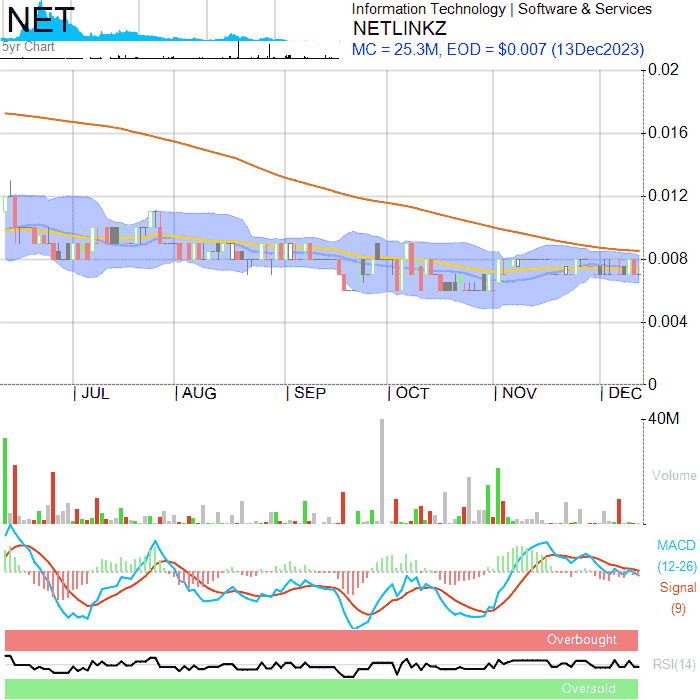 NET
5yr Chart
Information Technology | Software & Services
NETLINKZ
MC = 25.3M, EOD = $0.007 (13Dec2023)
0.02
0.016
0.012
0.008
0.004
0
| JUL | AUG | SEP | OCT | NOV | DEC
40M
Volume
MACD
(12-26)
Signal
(9)
Overbought
RSI(14)
Oversold